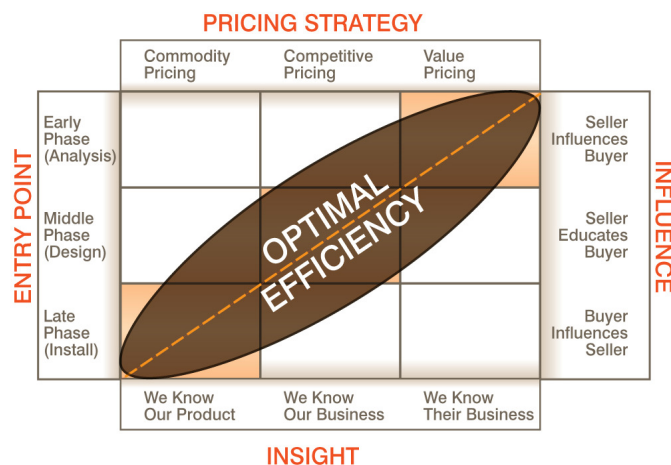 PRICING STRATEGY
Commodity
Pricing
Competitive
Pricing
Value
Pricing
ENTRY POINT
Early
Phase
(Analysis)
Middle
Phase
(Design)
Late
Phase
(Install)
OPTIMAL
EFFICIENCY
Seller
Influences
Buyer
Seller
Educates
Buyer
Buyer
Influences
Seller
INFLUENCE
We Know
Our Product
We Know
Our Business
We Know
Their Business
INSIGHT